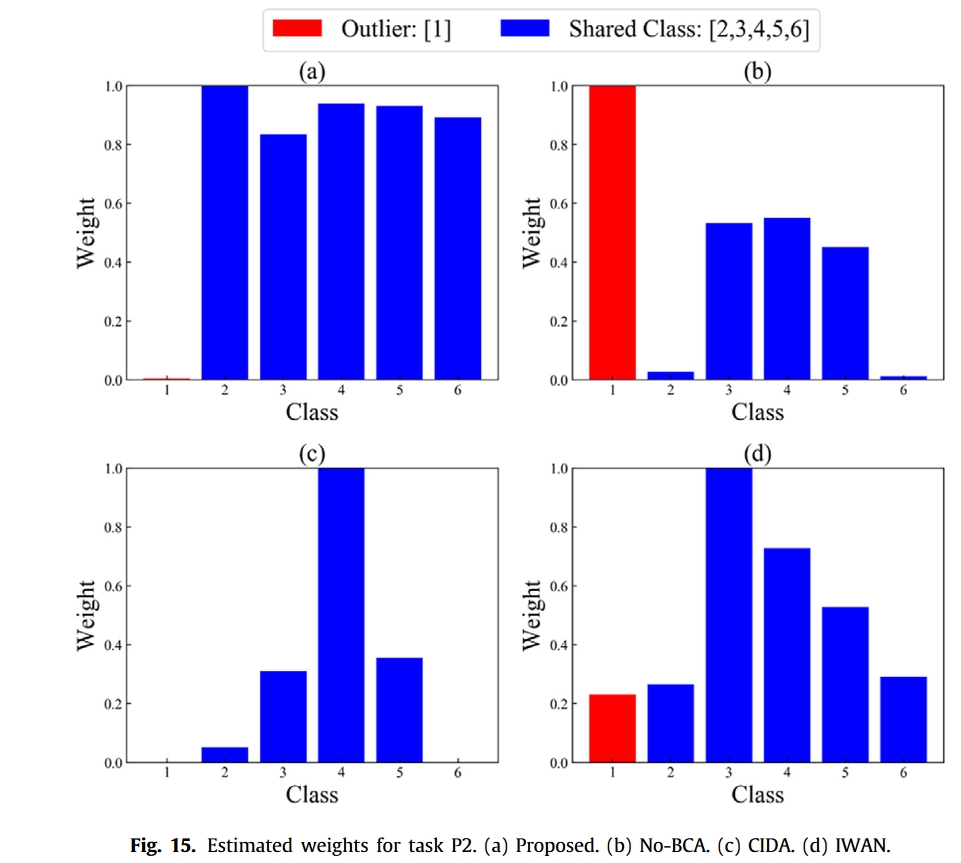 Outlier: [1] Shared Class: [2,3,4,5,6]
(a) (b)
1.0 1.0
0.8 0.8
0.6 0.6
Weight Weight
0.4 0.4
0.2 0.2
0.0 0.0
1 2 3 4 5 6 1 2 3 4 5 6
Class Class
(c) (d)
1.0 1.0
0.8 0.8
0.6 0.6
Weight Weight
0.4 0.4
0.2 0.2
0.0 0.0
1 2 3 4 5 6 1 2 3 4 5 6
Class Class
Fig. 15. Estimated weights for task P2. (a) Proposed. (b) No-BCA. (c) CIDA. (d) IWAN.